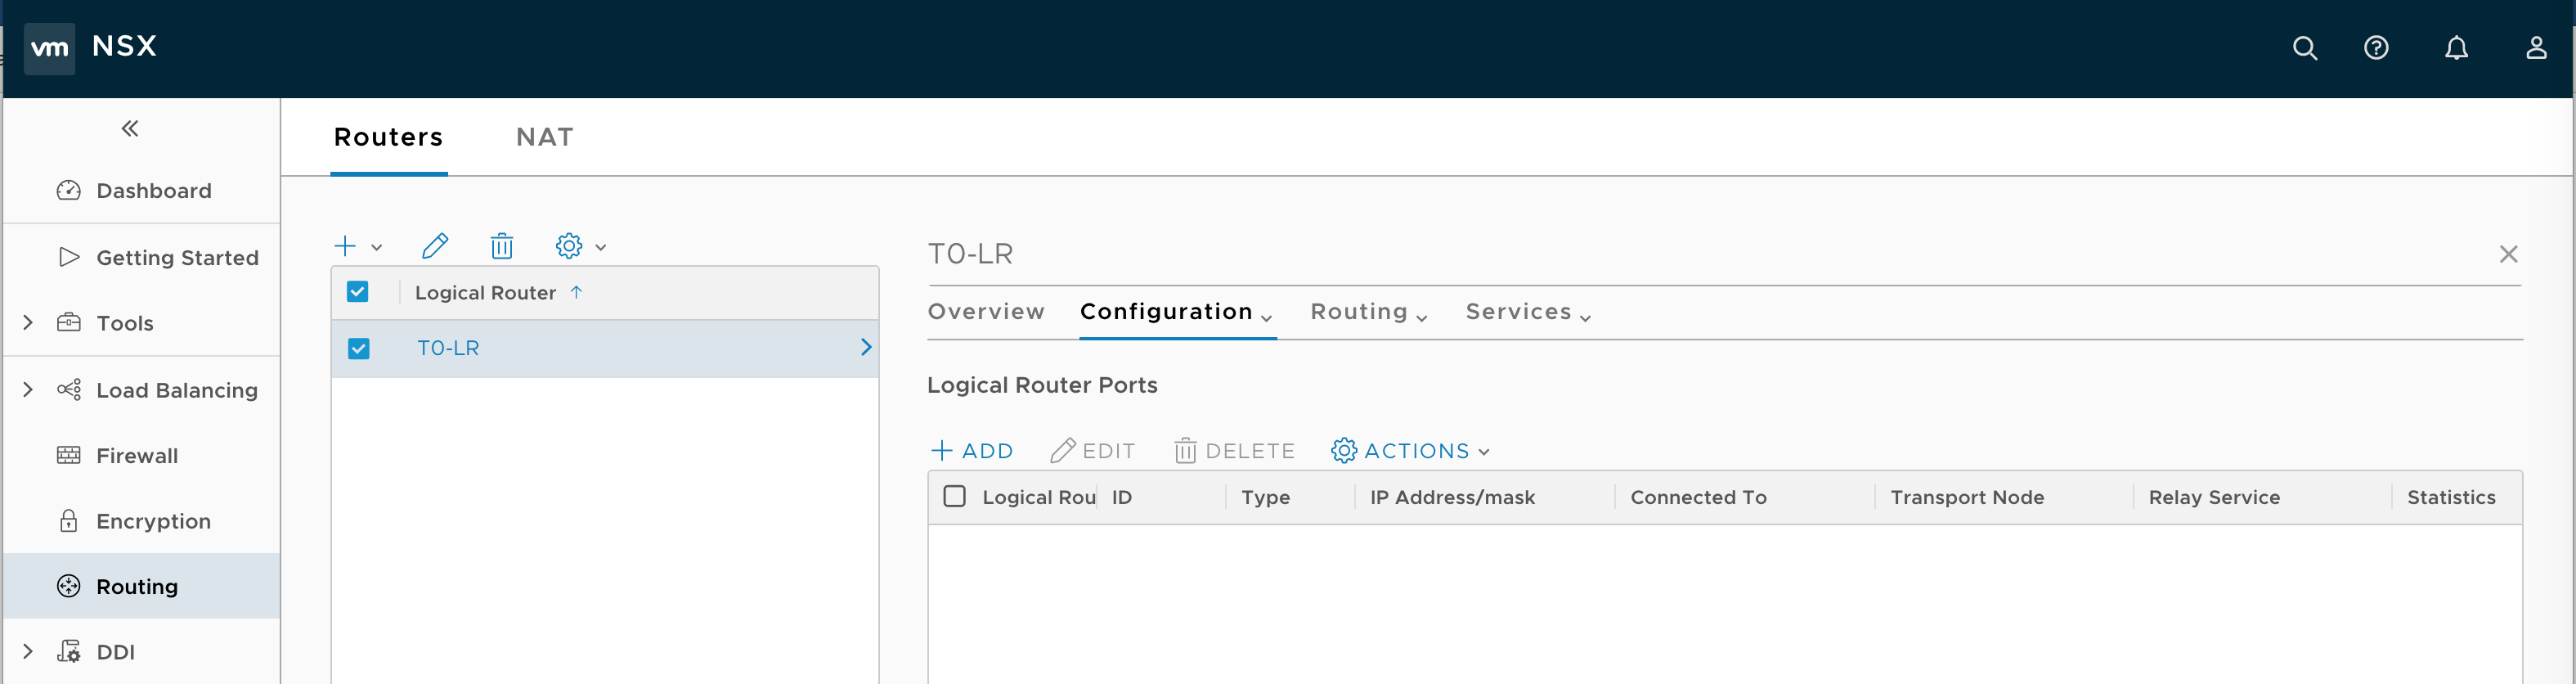 vm NSX
Routers NAT
Dashboard
Getting Started
Tools
Load Balancing
Firewall
Encryption
Routing
DDI
Logical Router
T0-LR
T0-LR
Overview Configuration Routing Services
Logical Router Ports
ADD EDIT DELETE ACTIONS
Logical Rou ID Type IP Address/mask Connected To Transport Node Relay Service Statistics